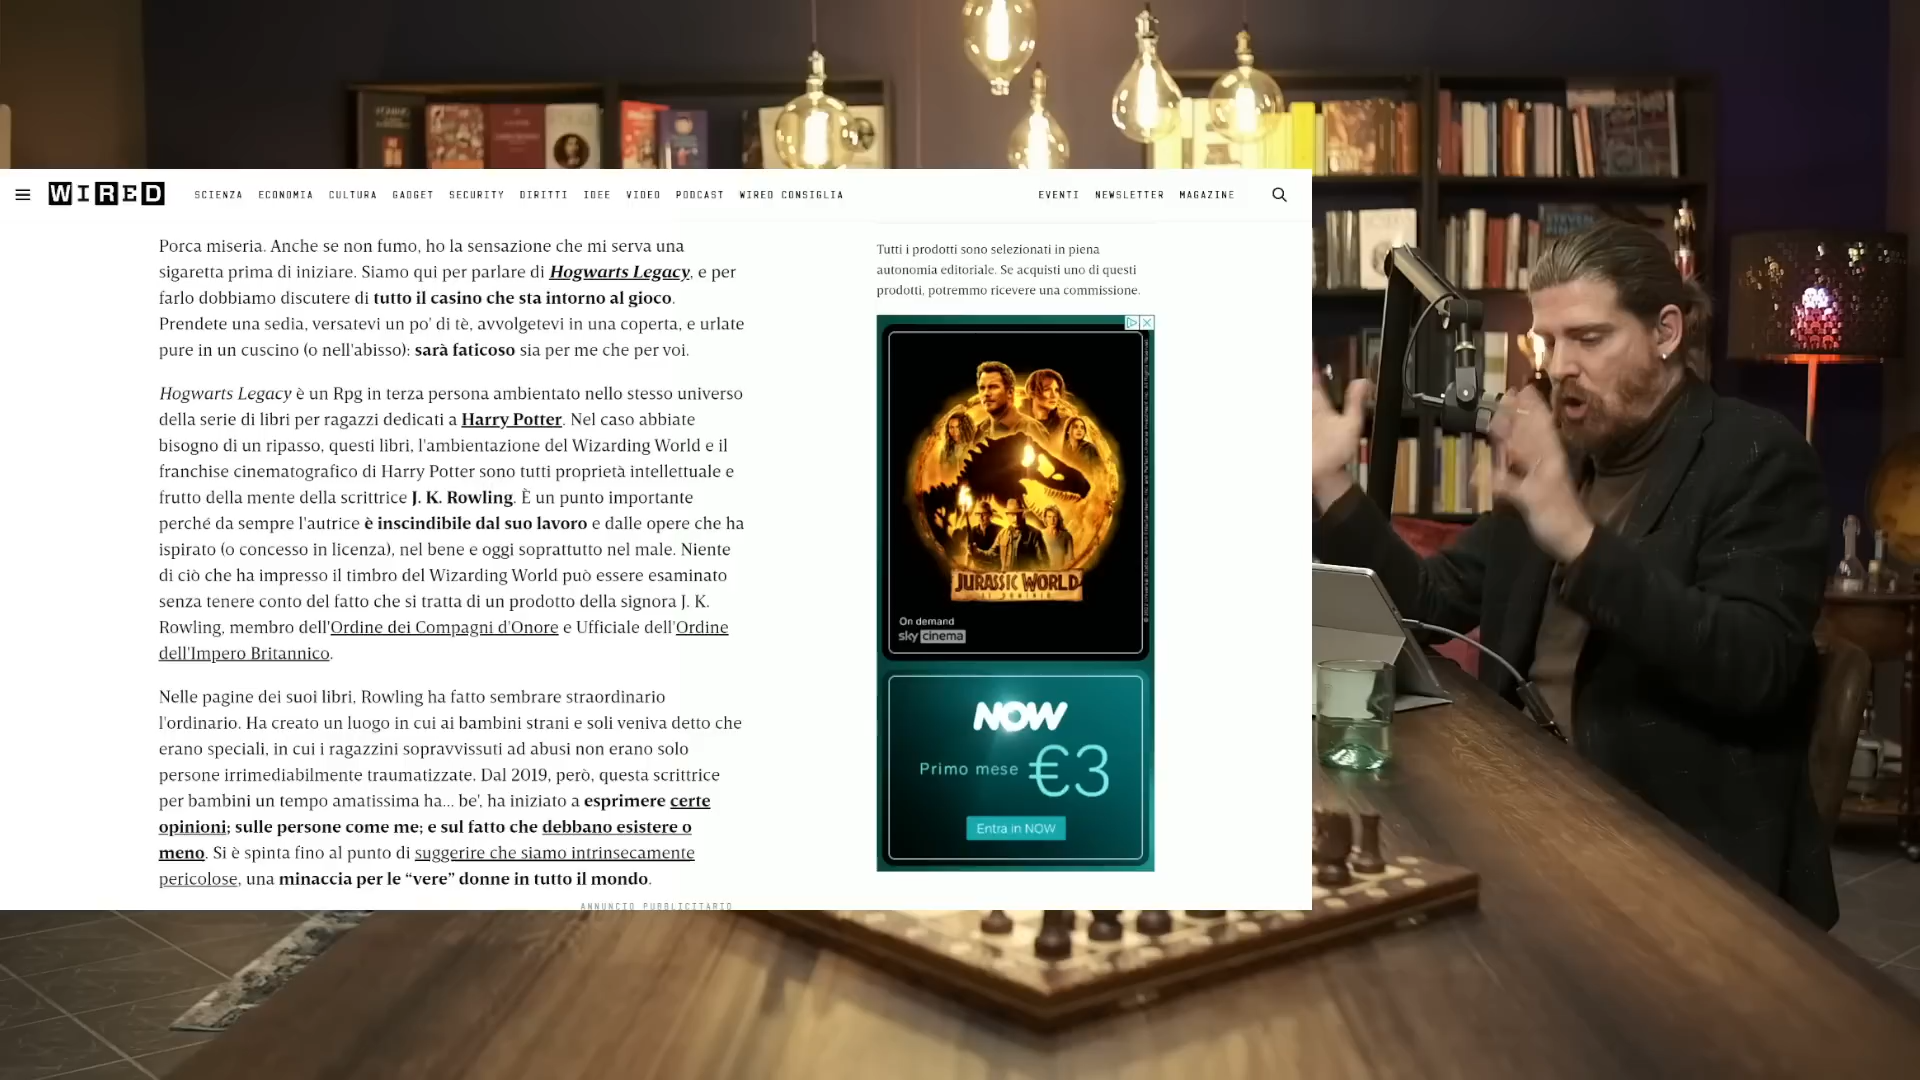 WIRED
SCIENZA ECONOMIA CULTURA GADGET SECURITY DIRITTI IDEE VIDEO PODCAST WIRED CONSIGLIA
EVENTI NEWSLETTER MAGAZINE
Porca miseria. Anche se non fumo, ho la sensazione che mi serva una
sigaretta prima di iniziare. Siamo qui per parlare di Hogwarts Legacy, e per
farlo dobbiamo discutere di tutto il casino che sta intorno al gioco.
Prendete una sedia, versatevi un po' di tè, avvolgetevi in una coperta, e urlate
pure in un cuscino (o nell'abisso): sarà faticoso sia per me che per voi.
Hogwarts Legacy è un Rpg in terza persona ambientato nello stesso universo
della serie di libri per ragazzi dedicati a Harry Potter. Nel caso abbiate
bisogno di un ripasso, questi libri, l'ambientazione del Wizarding World e il
franchise cinematografico di Harry Potter sono tutti proprietà intellettuale e
frutto della mente della scrittrice J. K. Rowling. È un punto importante
perché da sempre l'autrice è inscindibile dal suo lavoro e dalle opere che ha
ispirato (o concesso in licenza), nel bene e oggi soprattutto nel male. Niente
di ciò che ha impresso il timbro del Wizarding World può essere esaminato
senza tenere conto del fatto che si tratta di un prodotto della signora J. K.
Rowling, membro dell'Ordine dei Compagni d'Onore e Ufficiale dell'Ordine
dell'Impero Britannico.
Nelle pagine dei suoi libri, Rowling ha fatto sembrare straordinario
l'ordinario. Ha creato un luogo in cui ai bambini strani e soli veniva detto che
erano speciali, in cui i ragazzini sopravvissuti ad abusi non erano solo
persone irrimediabilmente traumatizzate. Dal 2019, però, questa scrittrice
per bambini un tempo amatissima ha... be', ha iniziato a esprimere certe
opinioni; sulle persone come me; e sul fatto che debbano esistere o
meno. Si è spinta fino al punto di suggerire che siamo intrinsecamente
pericolose, una minaccia per le “vere” donne in tutto il mondo.
ANNUNCIO PUBBLICITARIO
Tutti i prodotti sono selezionati in piena
autonomia editoriale. Se acquisti uno di questi
prodotti, potremmo ricevere una commissione.
JURASSIC WORLD
On demand
sky cinema
NOW
Primo mese €3
Entra in NOW